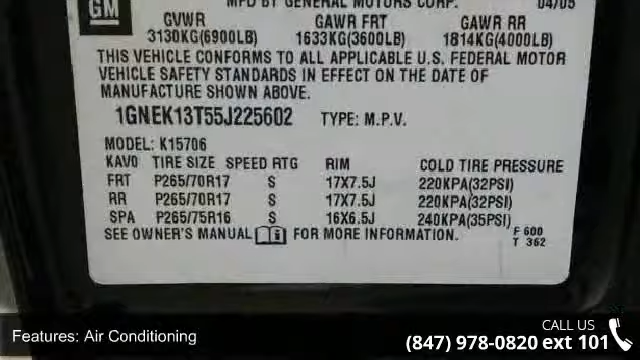 GM
MFD BY GENERAL MOTORS CORP. 04/05
GVWR GAWR FRT GAWR RR
3130KG(6900LB) 1633KG(3600LB) 1814KG(4000LB)
THIS VEHICLE CONFORMS TO ALL APPLICABLE U.S. FEDERAL MOTOR
VEHICLE SAFETY STANDARDS IN EFFECT ON THE DATE OF
MANUFACTURE SHOWN ABOVE.
1GNEK13T55J225602 TYPE: M.P.V.
MODEL: K15706
KAV0 TIRE SIZE SPEED RTG RIM COLD TIRE PRESSURE
FRT P265/70R17 S 17X7.5J 220KPA(32PSI)
RR P265/70R17 S 17X7.5J 220KPA(32PSI)
SPA P265/75R16 S 16X6.5J 240KPA(35PSI)
SEE OWNER'S MANUAL FOR MORE INFORMATION.
F 600
T 362
Features: Air Conditioning
CALL US
(847) 978-0820 ext 101